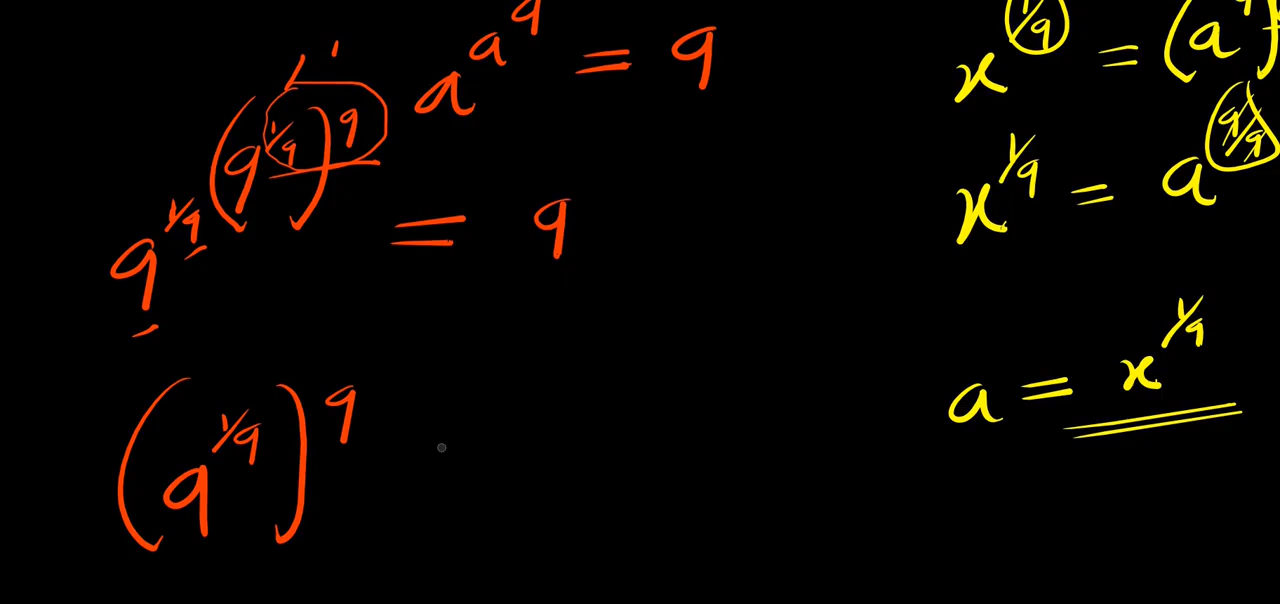 a^{a^9} = 9
(9^{1/9})^9 1
9^{1/9} = 9
(9^{1/9})^9
x^{1/9} = (a^9)
x^{1/9} = a^{9/9}
a = x^{1/9}